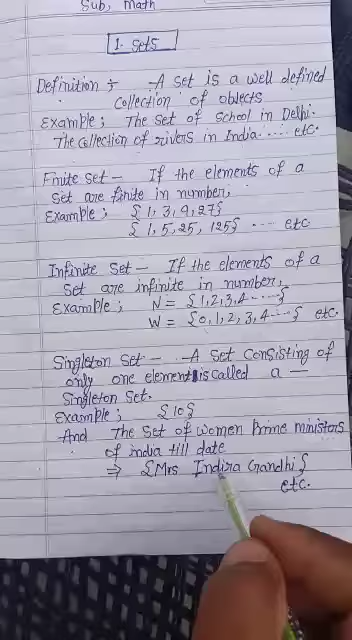 Sub, Math
1. Sets
Definition ÷ - A set is a well defined
Collection of objects
Example; The set of school in Delhi.
The collection of rivers in India ..... etc.
Fnite set - If the elements of a
set are finite in number,
Example; {1, 3, 9, 27}
{1, 5, 25, 125} .... etc
Infinite Set - If the elements of a
Set are infinite in number,
Example; N = {1, 2, 3, 4 .....}
W = {0, 1, 2, 3, 4 ...} etc.
Singleton Set - - A Set consisting of
only one element is called a -
Singleton Set.
Example; {10}
And The set of women Prime ministors
of india till date
⇒ {Mrs Indira Gandhi}
etc.